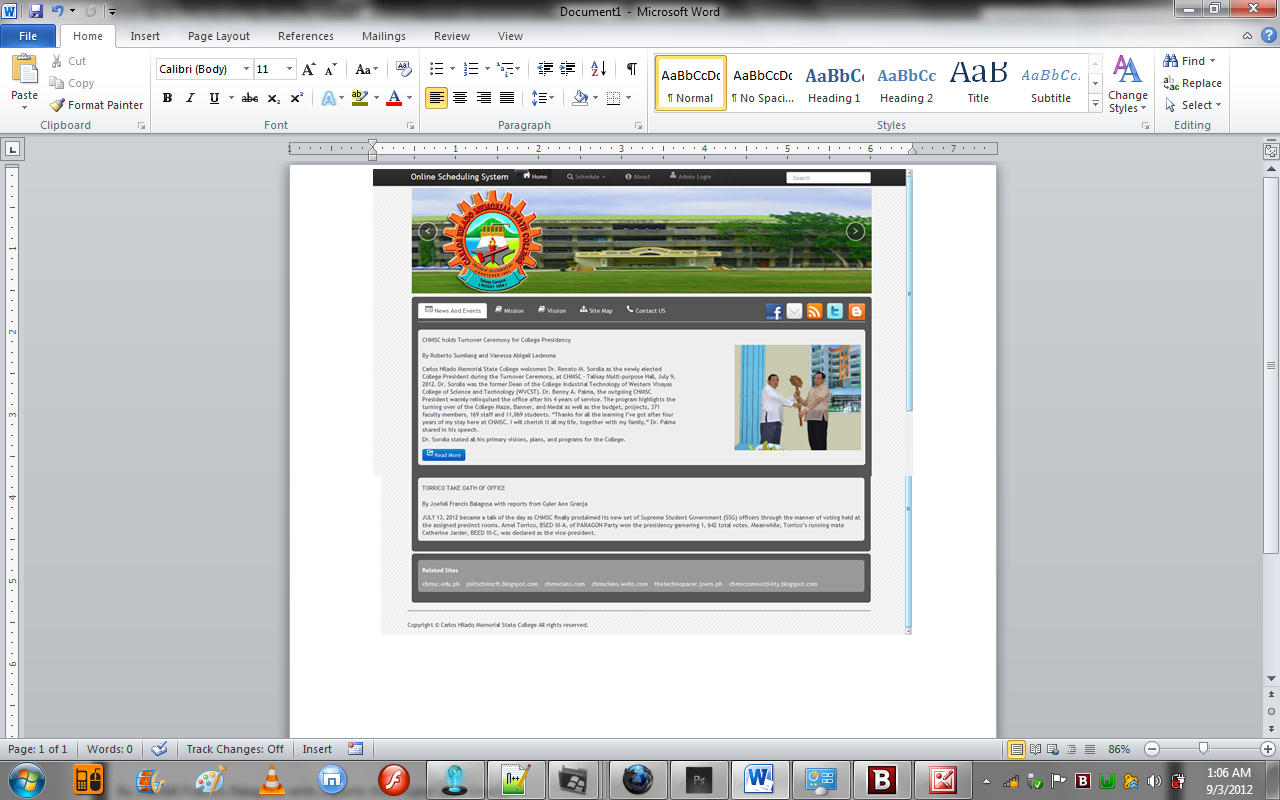 Document1 - Microsoft Word
File Home Insert Page Layout References Mailings Review View
Paste
Cut
Copy
Format Painter
Clipboard
Calibri (Body) 11
Font
Paragraph
AaBbCcDc AaBbCcDc AaBbCc AaBbCc AaB AaBbCc.
¶ Normal ¶ No Spaci... Heading 1 Heading 2 Title Subtitle
Change Styles
Styles
Find
Replace
Select
Editing
Online Scheduling System Home Schedule About Admin Login Search
CARLOS HILADO MEMORIAL STATE COLLEGE
Talisay Campus
News And Events Mission Vission Site Map Contact US
CHMSC holds Turnover Ceremony for College Presidency
By Roberto Sumilang and Vanessa Abigail Ledesma
Carlos Hilado Memorial State College welcomes Dr. Renato M. Sorolla as the newly elected
College President during the Turnover Ceremony, at CHMSC - Talisay Multi-purpose Hall, July 9,
2012. Dr. Sorolla was the former Dean of the College Industrial Technology of Western Visayas
College of Science and Technology (WVCST). Dr. Benny A. Palma, the outgoing CHMSC
President warmly relinquised the office after his 4 years of service. The program highlights the
turning over of the College Maze, Banner, and Medal as well as the budget, projects, 371
faculty members, 169 staff and 11,069 students. “Thanks for all the learning I’ve got after four
years of my stay here at CHMSC. I will cherish it all my life, together with my family,” Dr. Palma
shared in his speech.
Dr. Sorolla stated all his primary visions, plans, and programs for the College.
Read More
TORRICO TAKE OATH OF OFFICE
By Joefell Francis Balagosa with reports from Gyler Ann Granja
JULY 13, 2012 became a talk of the day as CHMSC finally proclaimed its new set of Supreme Student Government (SSG) officers through the manner of voting held at
the assigned precinct rooms. Amel Torrico, BSED III-A, of PARAGON Party won the presidency garnering 1, 642 total votes. Meanwhile, Torrico’s running mate
Catherine Jarder, BEED III-C, was declared as the vice-president.
Related Sites
chmsc.edu.ph psitschmscft.blogspot.com chmscians.com chmscians.webs.com thetechnopacer.journ.ph chmscconnectivity.blogspot.com
Copyright © Carlos Hilado Memorial State College All rights reserved.
Page: 1 of 1 Words: 0 Track Changes: Off Insert 86%
1:06 AM
9/3/2012